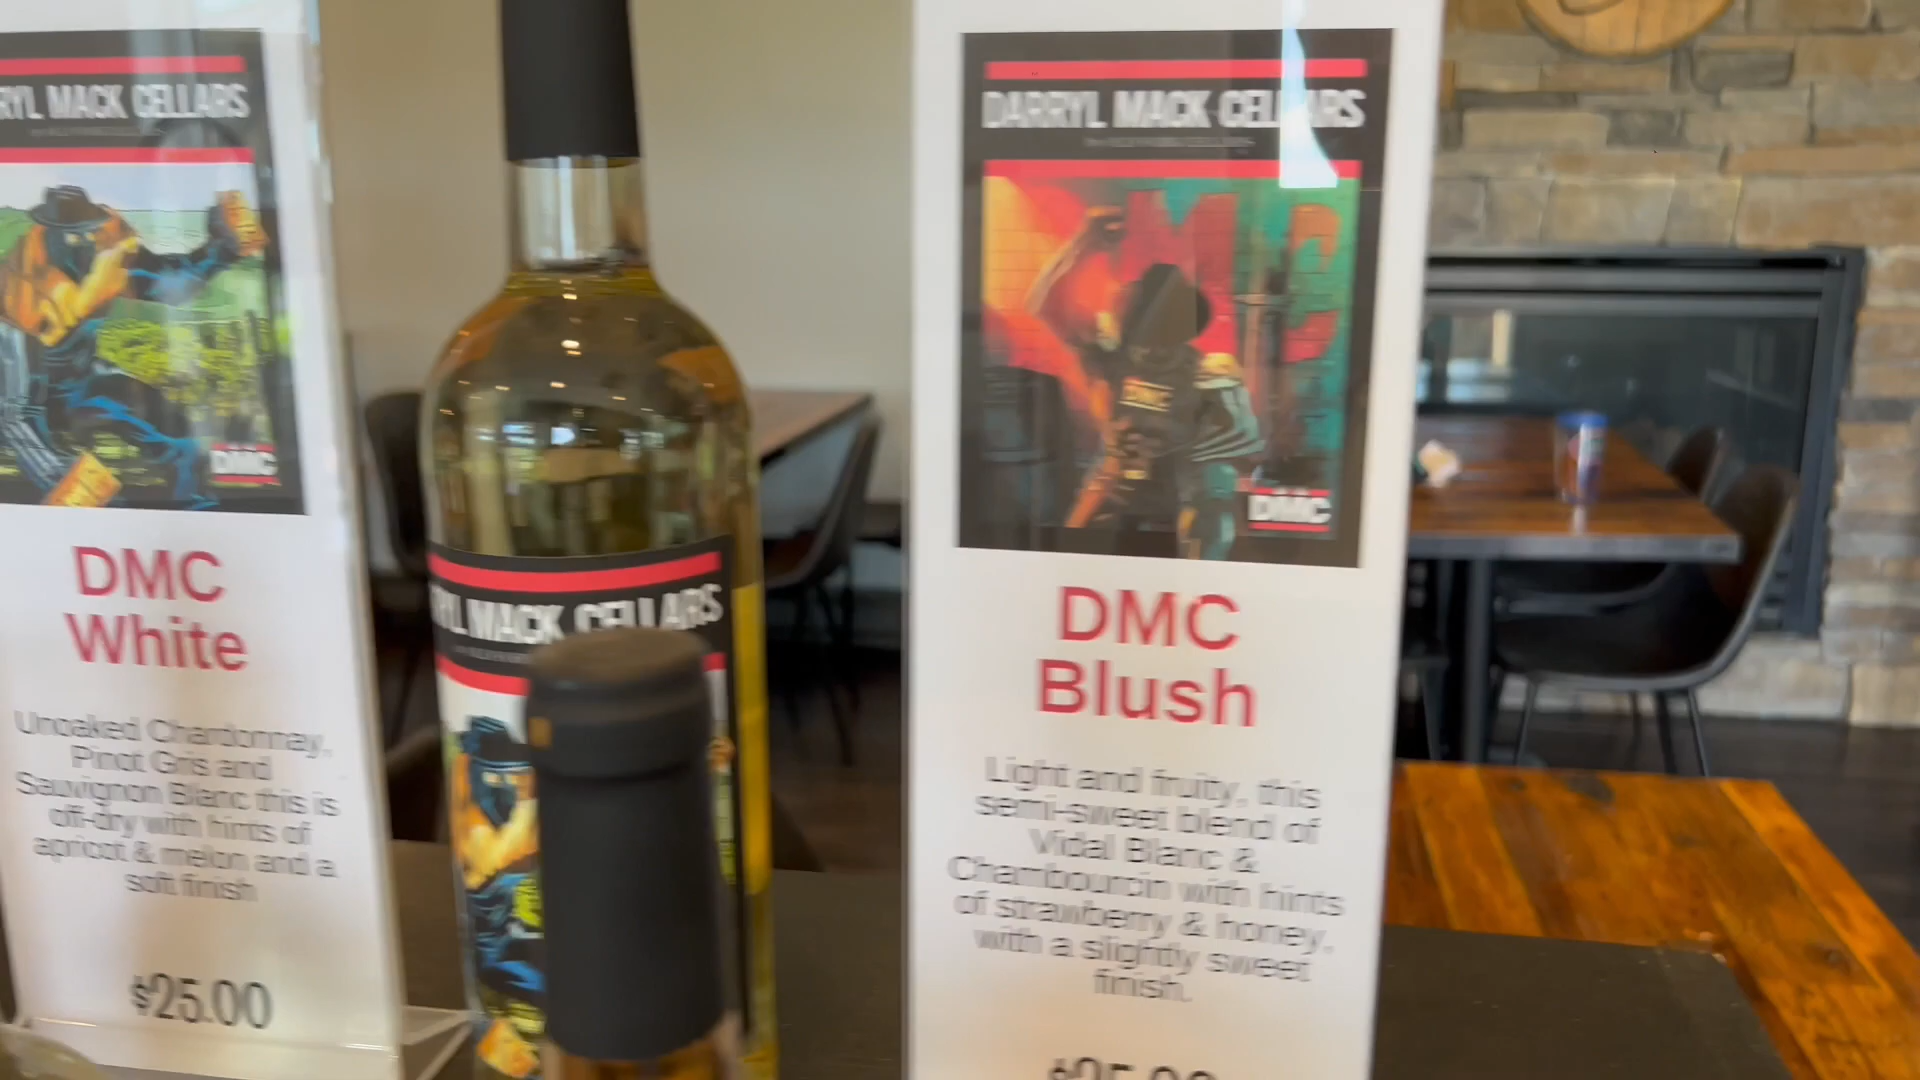 RYL MACK CELLARS
DMC
DMC
White
Unoaked Chardonnay,
Pinot Gris and
Sauvignon Blanc this is
off-dry with hints of
apricot & melon and a
soft finish
$25.00
RYL MACK CELLARS
DARRYL MACK CELLARS
MC
DMC
DMC
DMC
Blush
Light and fruity, this
semi-sweet blend of
Vidal Blanc &
Chambourcin with hints
of strawberry & honey,
with a slightly sweet
finish.
$25.00